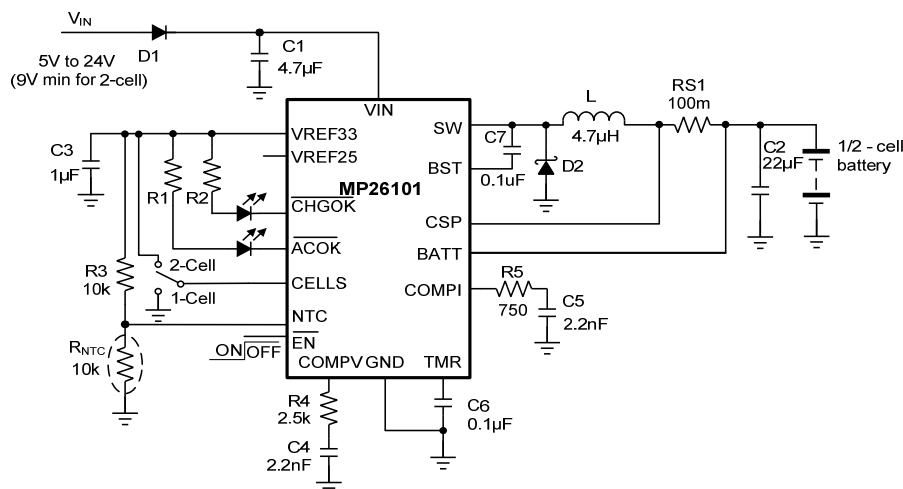 VIN
D1
5V to 24V
(9V min for 2-cell)
C1
4.7µF
VIN
VREF33
VREF25
MP26101
CHGOK
ACOK
CELLS
NTC
EN
COMPV
GND
TMR
SW
BST
CSP
BATT
COMPI
C3
1µF
R1
R2
R3
10k
2-Cell
1-Cell
RNTC
10k
ON
OFF
R4
2.5k
C4
2.2nF
C6
0.1µF
R5
750
C5
2.2nF
C7
0.1uF
D2
L
4.7µH
RS1
100m
C2
22µF
1/2 - cell
battery